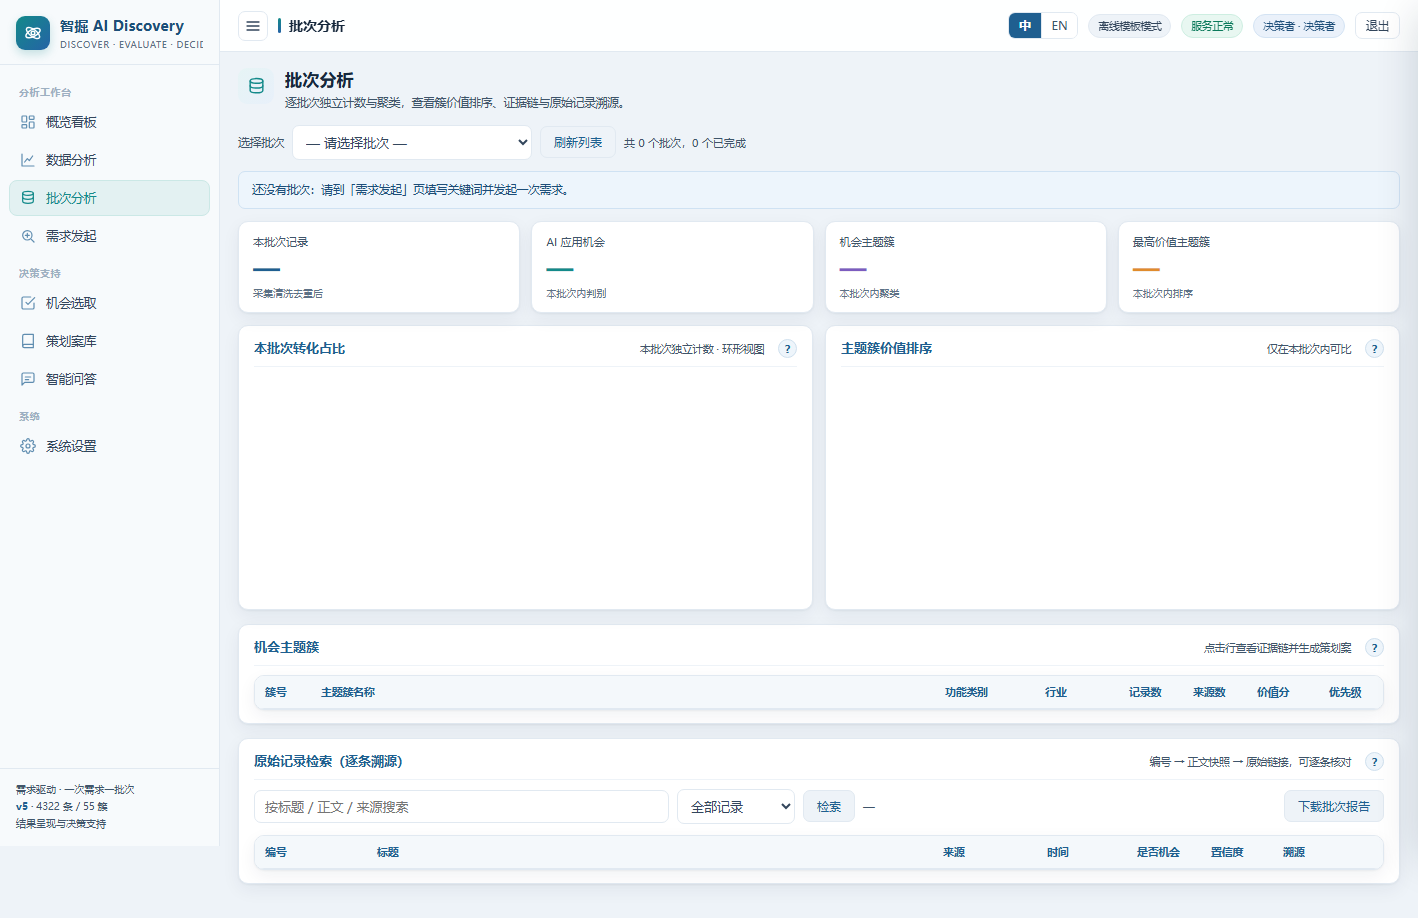 智掘 AI Discovery
DISCOVER · EVALUATE · DECID
分析工作台
概览看板
数据分析
批次分析
需求发起
决策支持
机会选取
策划案库
智能问答
系统
系统设置
需求驱动 · 一次需求一批次
v5 · 4322 条 / 55 簇
结果呈现与决策支持
批次分析
中 EN 离线模板模式 服务正常 决策者 · 决策者 退出
批次分析
逐批次独立计数与聚类，查看簇价值排序、证据链与原始记录溯源。
选择批次 — 请选择批次 — 刷新列表 共 0 个批次，0 个已完成
还没有批次：请到「需求发起」页填写关键词并发起一次需求。
本批次记录
—
采集清洗去重后
AI 应用机会
—
本批次内判别
机会主题簇
—
本批次内聚类
最高价值主题簇
—
本批次内排序
本批次转化占比 本批次独立计数 · 环形视图 ?
主题簇价值排序 仅在本批次内可比 ?
机会主题簇 点击行查看证据链并生成策划案 ?
簇号 主题簇名称 功能类别 行业 记录数 来源数 价值分 优先级
原始记录检索（逐条溯源） 编号 → 正文快照 → 原始链接，可逐条核对 ?
按标题 / 正文 / 来源搜索 全部记录 检索 — 下载批次报告
编号 标题 来源 时间 是否机会 置信度 溯源